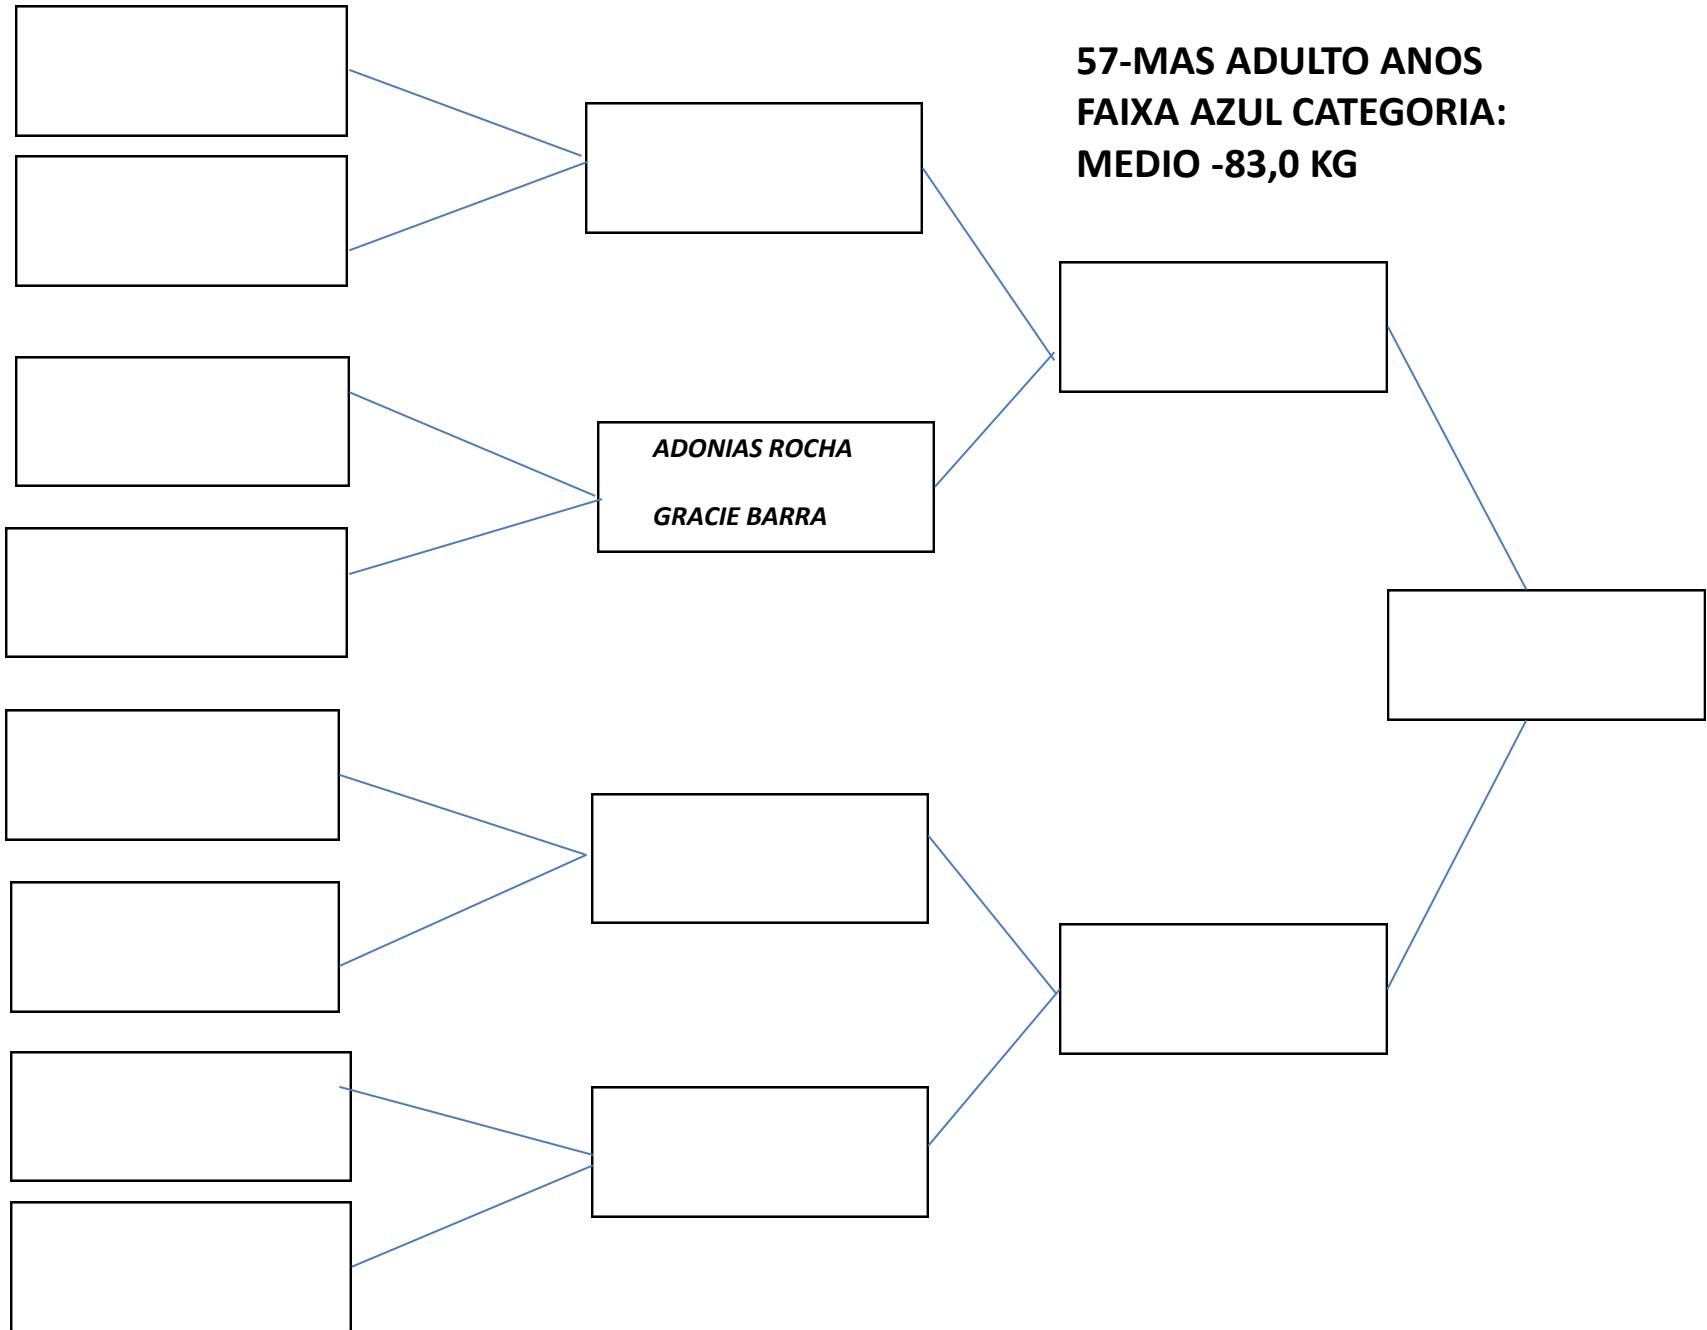 57-MAS ADULTO ANOS
FAIXA AZUL CATEGORIA:
MEDIO -83,0 KG
ADONIAS ROCHA
GRACIE BARRA